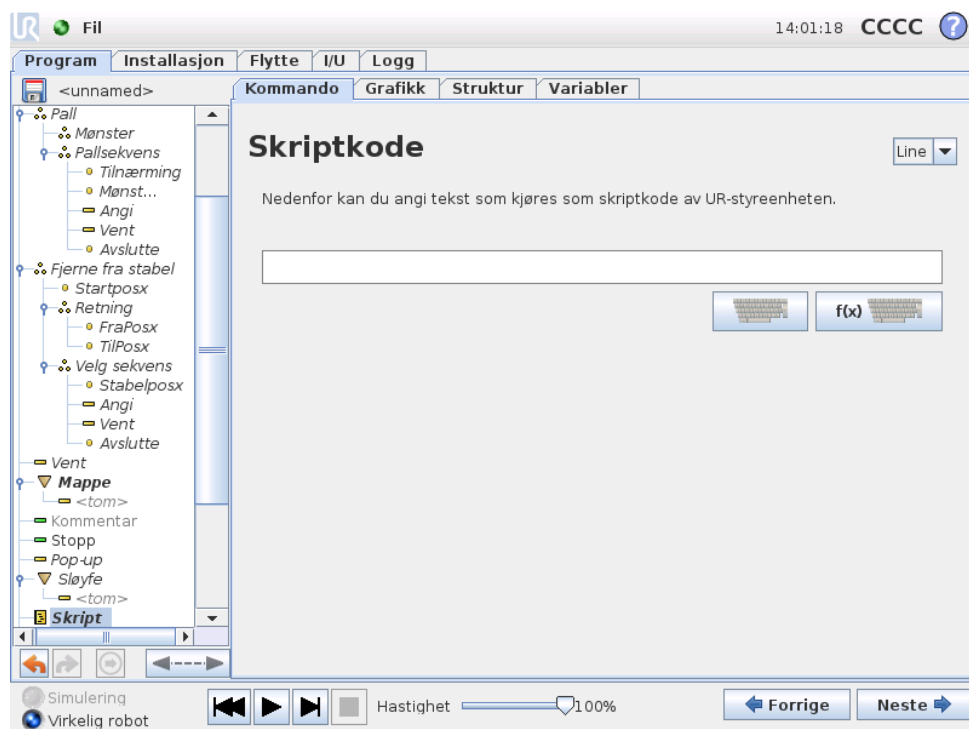 UR Fil 14:01:18 CCCC ?
Program Installasjon Flytte I/U Logg
<unnamed>
Kommando Grafikk Struktur Variabler
Pall
Mønster
Pallsekvens
Tilnærming
Mønst...
Angi
Vent
Avslutte
Fjerne fra stabel
Startposx
Retning
FraPosx
TilPosx
Velg sekvens
Stabelposx
Angi
Vent
Avslutte
Vent
Mappe
<tom>
Kommentar
Stopp
Pop-up
Sløyfe
<tom>
Skript
Skriptkode
Line
Nedenfor kan du angi tekst som kjøres som skriptkode av UR-styreenheten.
f(x)
Simulering
Virkelig robot
Hastighet 100%
Forrige Neste